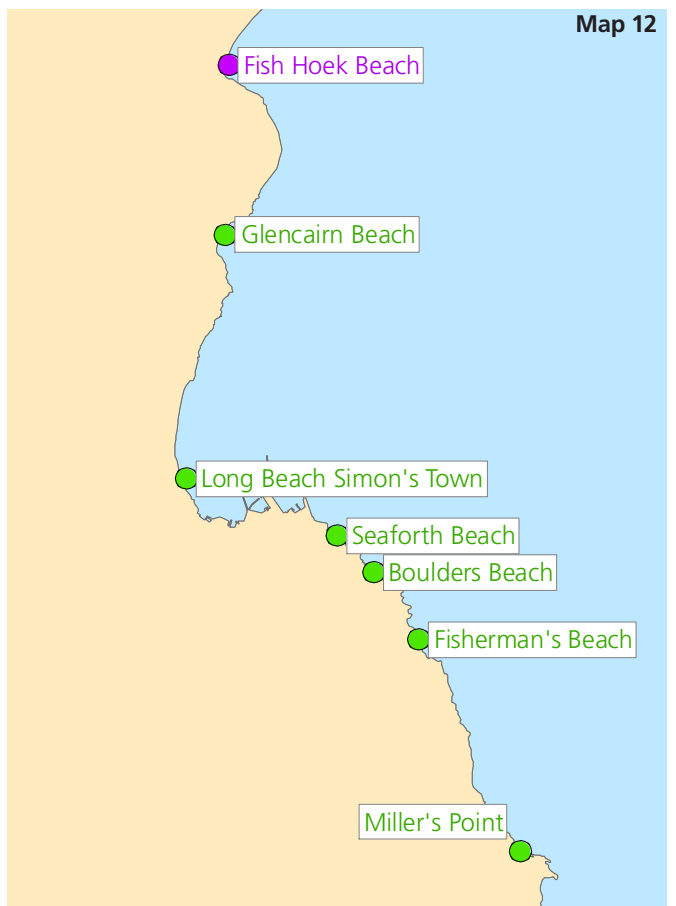 Map 12
Fish Hoek Beach
Glencairn Beach
Long Beach Simon's Town
Seaforth Beach
Boulders Beach
Fisherman's Beach
Miller's Point